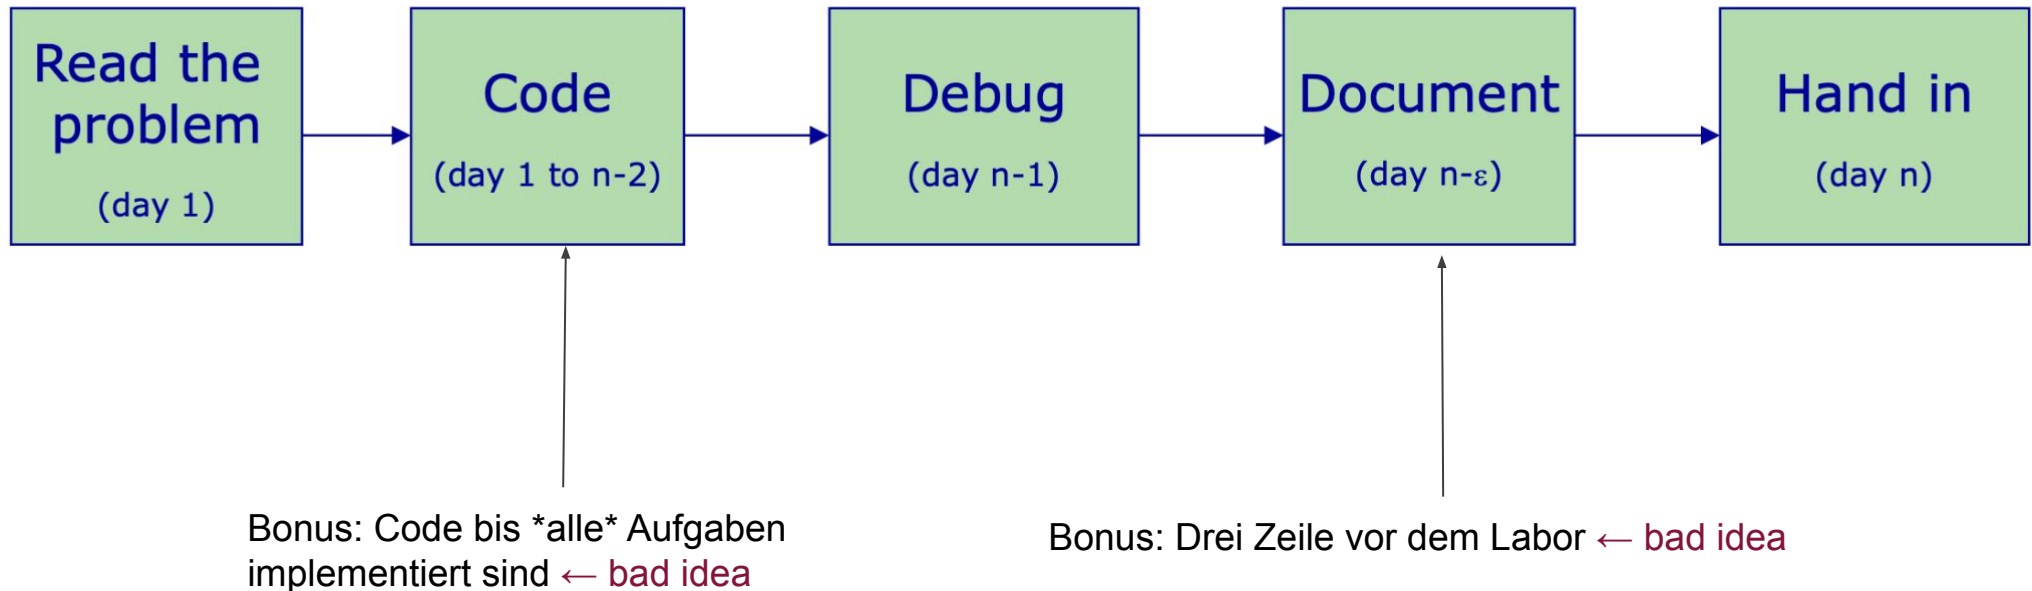 Read the
problem
(day 1)
Code
(day 1 to n-2)
Debug
(day n-1)
Document
(day n-ε)
Hand in
(day n)
Bonus: Code bis *alle* Aufgaben
implementiert sind ← bad idea
Bonus: Drei Zeile vor dem Labor ← bad idea